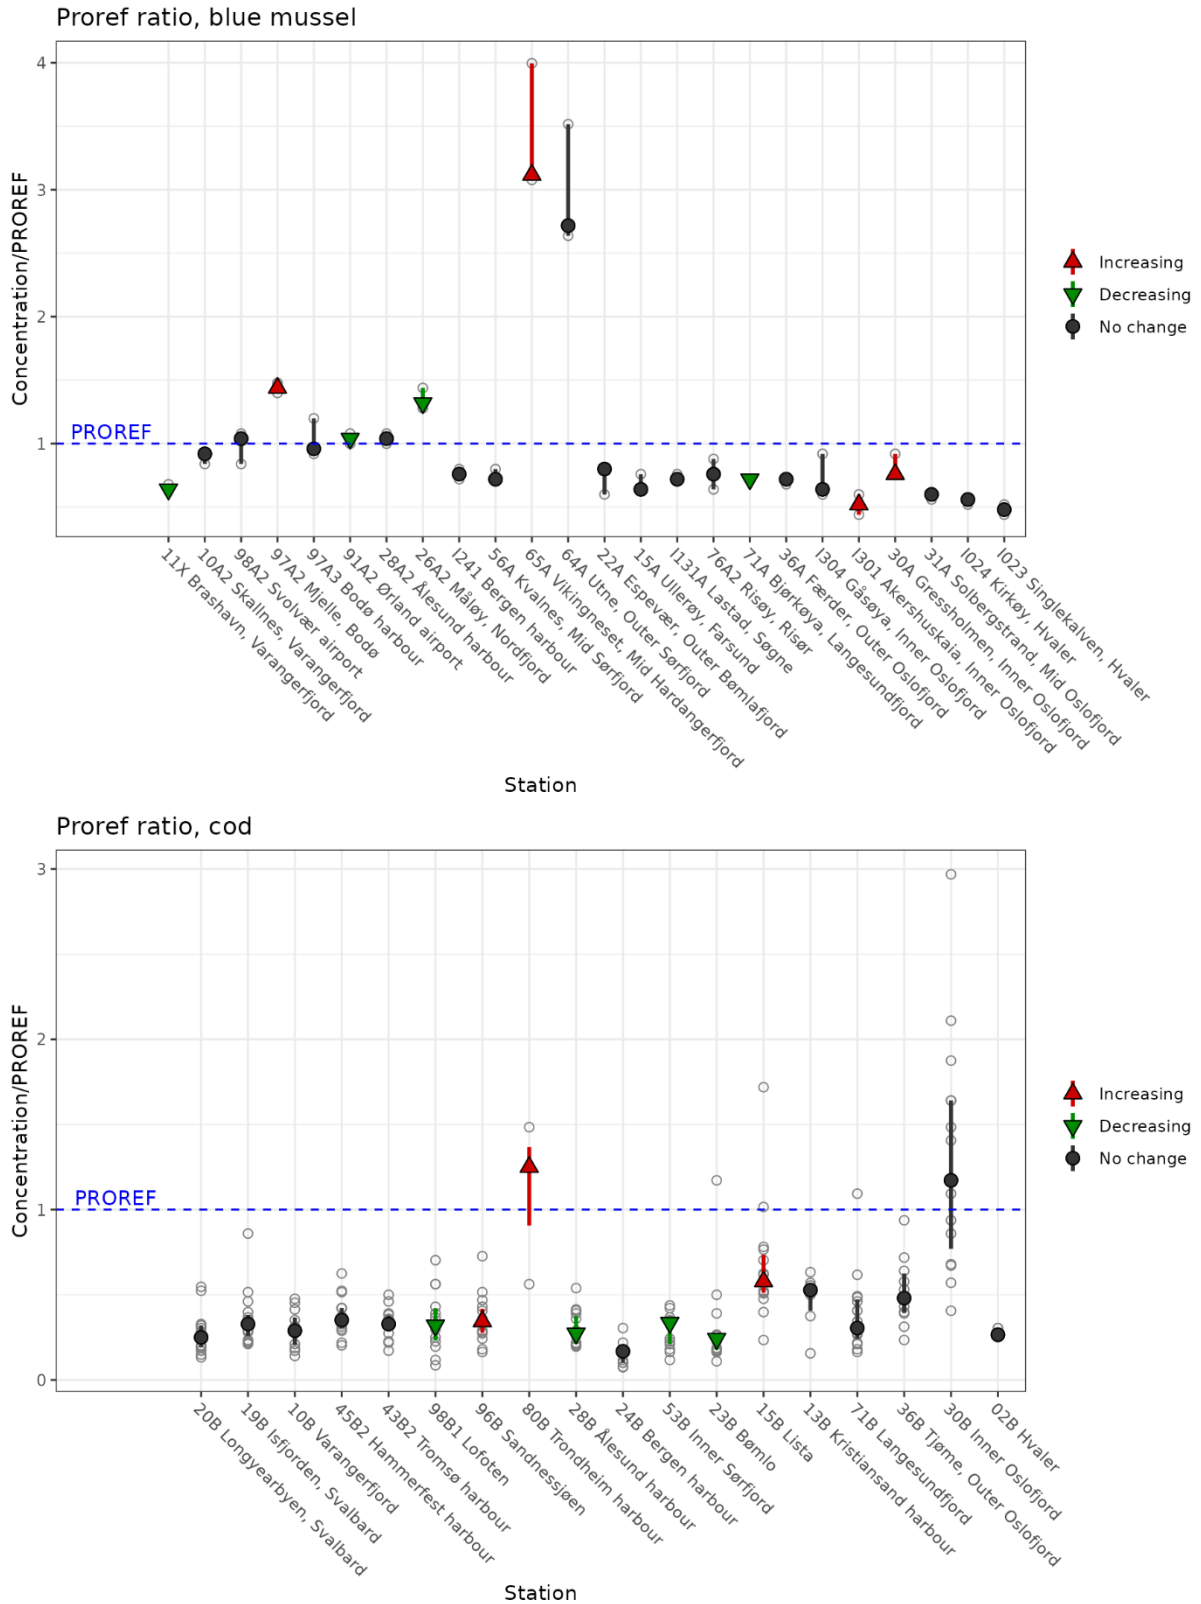 Proref ratio, blue mussel
Concentration/PROREF
4
3
2
1
PROREF
Increasing
Decreasing
No change
11X Brashavn, Varangerfjord
10A2 Skallnes, Varangerfjord
98A2 Svolvær airport
97A2 Mjelle, Bodø
97A3 Bodø harbour
91A2 Ørland airport
28A2 Ålesund harbour
26A2 Måløy, Nordfjord
I241 Bergen harbour
56A Kvalnes, Mid Sørfjord
65A Vikingneset, Mid Hardangerfjord
64A Utne, Outer Sørfjord
22A Espevær, Outer Bømlafjord
15A Ullerøy, Farsund
I131A Lastad, Søgne
76A2 Risøy, Risør
71A Bjørkøya, Langesundfjord
36A Færder, Outer Oslofjord
I304 Gåsøya, Inner Oslofjord
I301 Akershuskaia, Inner Oslofjord
30A Gressholmen, Inner Oslofjord
31A Solbergstrand, Mid Oslofjord
I024 Kirkøy, Hvaler
I023 Singlekalven, Hvaler
Station
Proref ratio, cod
Concentration/PROREF
3
2
1
0
PROREF
Increasing
Decreasing
No change
20B Longyearbyen, Svalbard
19B Isfjorden, Svalbard
10B Varangerfjord
45B2 Hammerfest harbour
43B2 Tromsø harbour
98B1 Lofoten
96B Sandnessjøen
80B Trondheim harbour
28B Ålesund harbour
24B Bergen harbour
53B Inner Sørfjord
23B Bømlo
15B Lista
13B Kristiansand harbour
71B Langesundfjord
36B Tjøme, Outer Oslofjord
30B Inner Oslofjord
02B Hvaler
Station